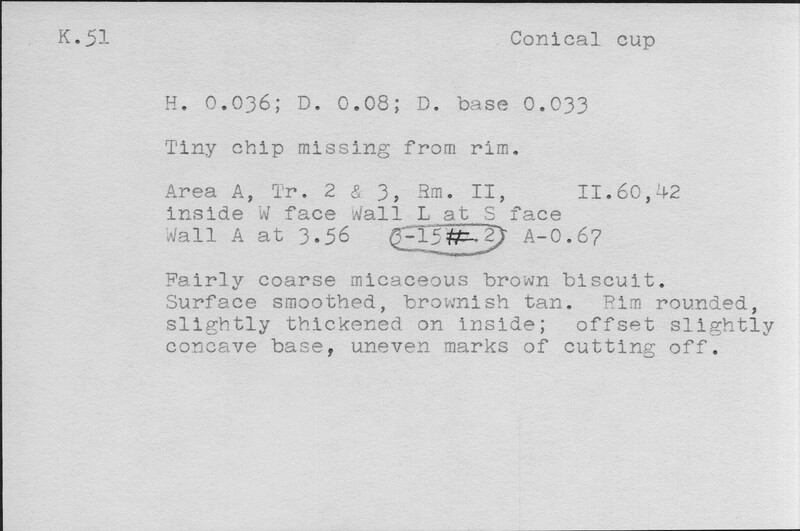 K.51 Conical cup
H. 0.036; D. 0.08; D. base 0.033
Tiny chip missing from rim.
Area A, Tr. 2 & 3, Rm. II, II.60,42
inside W face Wall L at S face
Wall A at 3.56 3-15#.2 A-0.67
Fairly coarse micaceous brown biscuit.
Surface smoothed, brownish tan. Rim rounded,
slightly thickened on inside; offset slightly
concave base, uneven marks of cutting off.